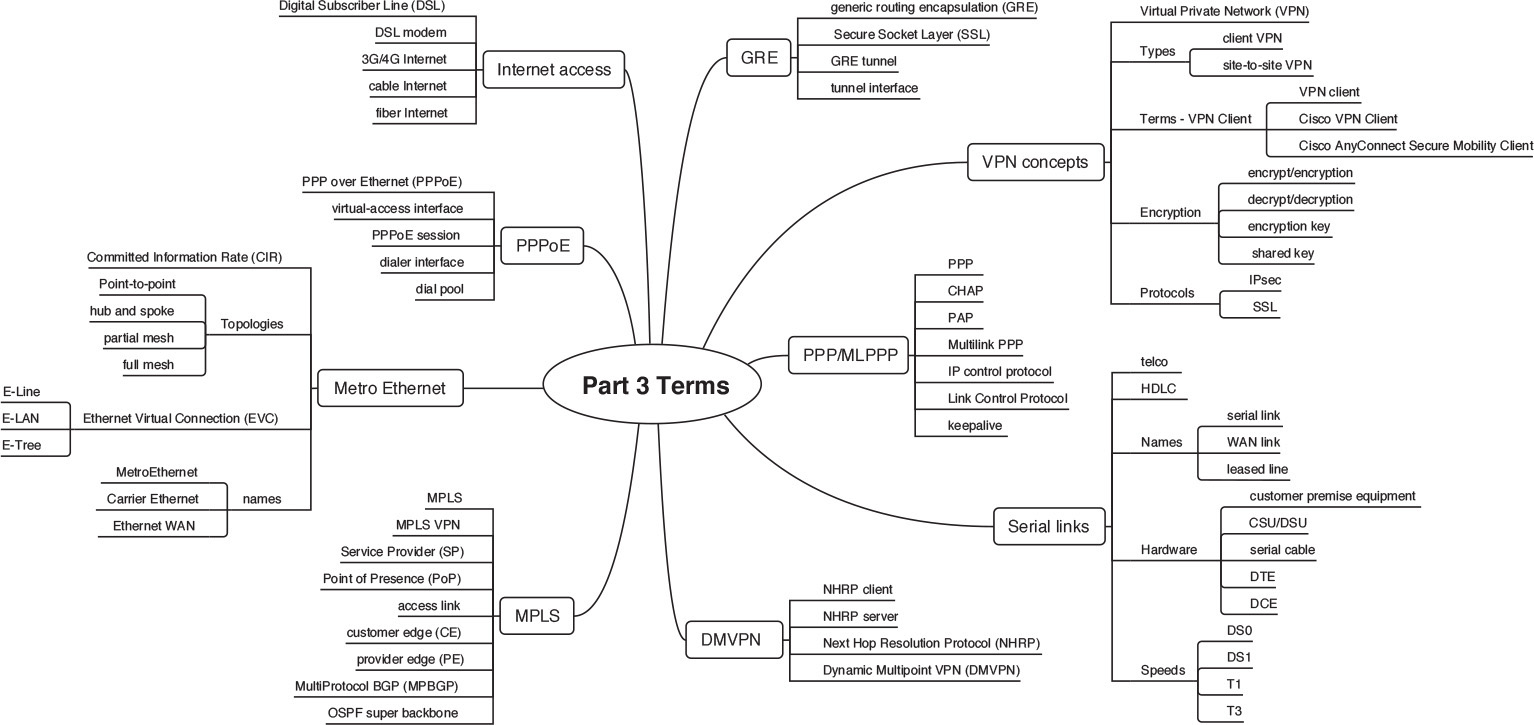 Part 3 Terms
Internet access
Digital Subscriber Line (DSL)
DSL modem
3G/4G Internet
cable Internet
fiber Internet
PPPoE
PPP over Ethernet (PPPoE)
virtual-access interface
PPPoE session
dialer interface
dial pool
Metro Ethernet
Committed Information Rate (CIR)
Topologies
Point-to-point
hub and spoke
partial mesh
full mesh
Ethernet Virtual Connection (EVC)
E-Line
E-LAN
E-Tree
names
MetroEthernet
Carrier Ethernet
Ethernet WAN
MPLS
MPLS
MPLS VPN
Service Provider (SP)
Point of Presence (PoP)
access link
customer edge (CE)
provider edge (PE)
MultiProtocol BGP (MPBGP)
OSPF super backbone
GRE
generic routing encapsulation (GRE)
Secure Socket Layer (SSL)
GRE tunnel
tunnel interface
VPN concepts
Virtual Private Network (VPN)
Types
client VPN
site-to-site VPN
Terms - VPN Client
VPN client
Cisco VPN Client
Cisco AnyConnect Secure Mobility Client
Encryption
encrypt/encryption
decrypt/decryption
encryption key
shared key
Protocols
IPsec
SSL
PPP/MLPPP
PPP
CHAP
PAP
Multilink PPP
IP control protocol
Link Control Protocol
keepalive
Serial links
telco
HDLC
Names
serial link
WAN link
leased line
Hardware
customer premise equipment
CSU/DSU
serial cable
DTE
DCE
Speeds
DS0
DS1
T1
T3
DMVPN
NHRP client
NHRP server
Next Hop Resolution Protocol (NHRP)
Dynamic Multipoint VPN (DMVPN)